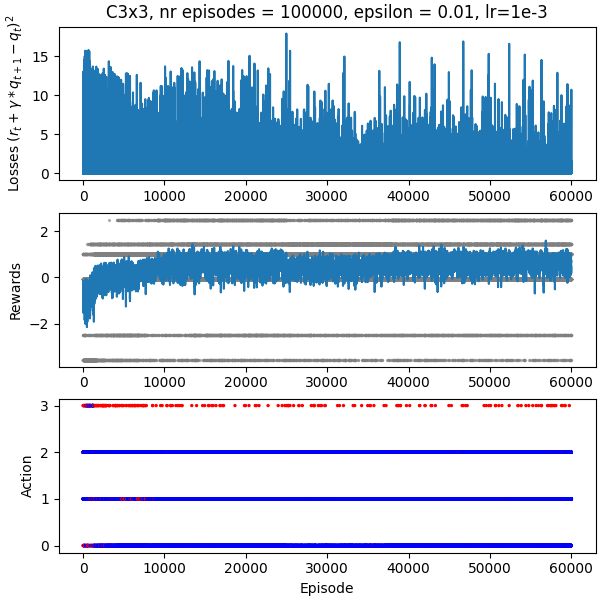 C3x3, nr episodes = 100000, epsilon = 0.01, lr=1e-3
Losses $(r_t + \gamma * q_{t+1} - q_t)^2$
15
10
5
0
0 10000 20000 30000 40000 50000 60000
Rewards
2
0
−2
0 10000 20000 30000 40000 50000 60000
Action
3
2
1
0
0 10000 20000 30000 40000 50000 60000
Episode